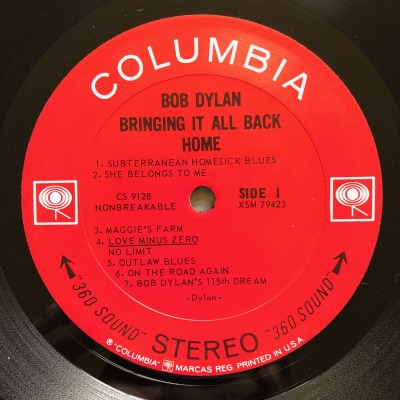 COLUMBIA
BOB DYLAN
BRINGING IT ALL BACK
HOME
1. SUBTERRANEAN HOMESICK BLUES
2. SHE BELONGS TO ME
CS 9128
NONBREAKABLE
SIDE 1
XSM 79423
3. MAGGIE'S FARM
4. LOVE MINUS ZERO
NO LIMIT
5. OUTLAW BLUES
6. ON THE ROAD AGAIN
7. BOB DYLAN'S 115th DREAM
-Dylan-
"360 SOUND" STEREO "360 SOUND"
® "COLUMBIA" MARCAS REG. PRINTED IN U.S.A.